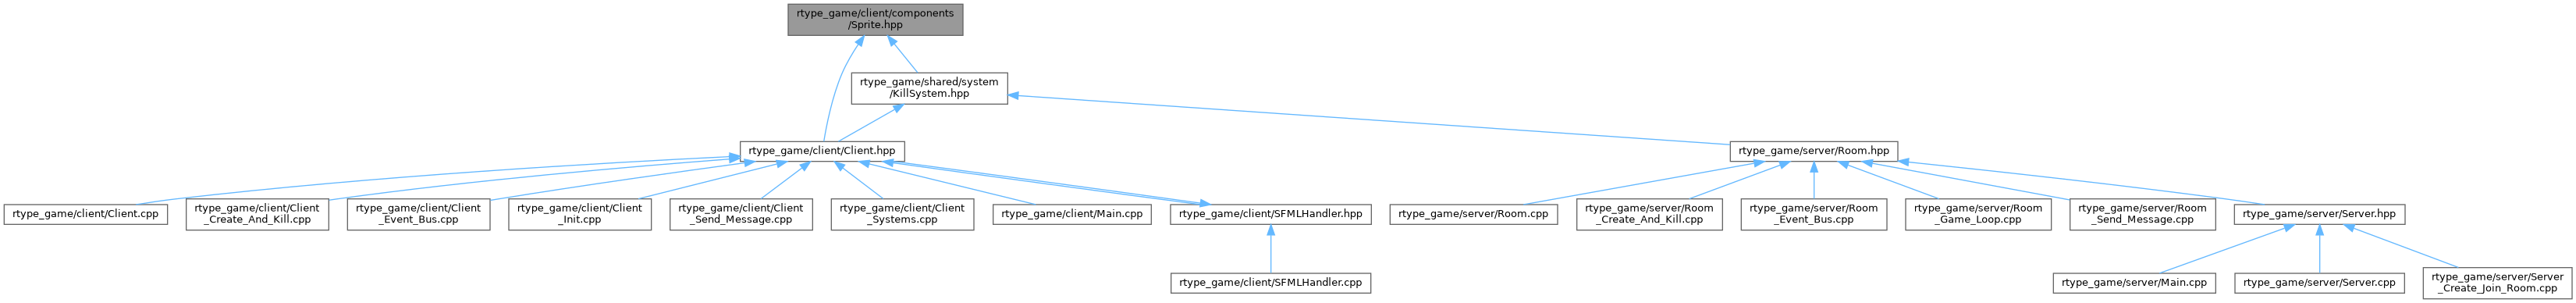 rtype_game/client/components
/Sprite.hpp
rtype_game/shared/system
/KillSystem.hpp
rtype_game/client/Client.hpp
rtype_game/server/Room.hpp
rtype_game/client/Client.cpp
rtype_game/client/Client
_Create_And_Kill.cpp
rtype_game/client/Client
_Event_Bus.cpp
rtype_game/client/Client
_Init.cpp
rtype_game/client/Client
_Send_Message.cpp
rtype_game/client/Client
_Systems.cpp
rtype_game/client/Main.cpp
rtype_game/client/SFMLHandler.hpp
rtype_game/server/Room.cpp
rtype_game/server/Room
_Create_And_Kill.cpp
rtype_game/server/Room
_Event_Bus.cpp
rtype_game/server/Room
_Game_Loop.cpp
rtype_game/server/Room
_Send_Message.cpp
rtype_game/server/Server.hpp
rtype_game/client/SFMLHandler.cpp
rtype_game/server/Main.cpp
rtype_game/server/Server.cpp
rtype_game/server/Server
_Create_Join_Room.cpp